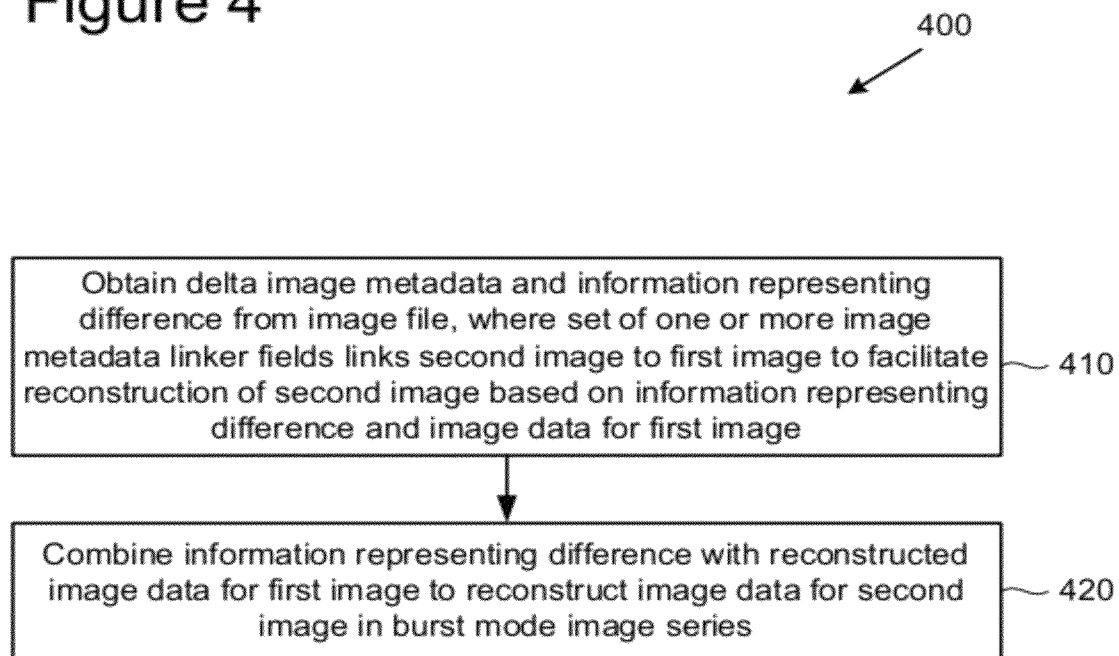 Figure 4
400
Obtain delta image metadata and information representing
difference from image file, where set of one or more image
metadata linker fields links second image to first image to facilitate
reconstruction of second image based on information representing
difference and image data for first image
410
Combine information representing difference with reconstructed
image data for first image to reconstruct image data for second
image in burst mode image series
420